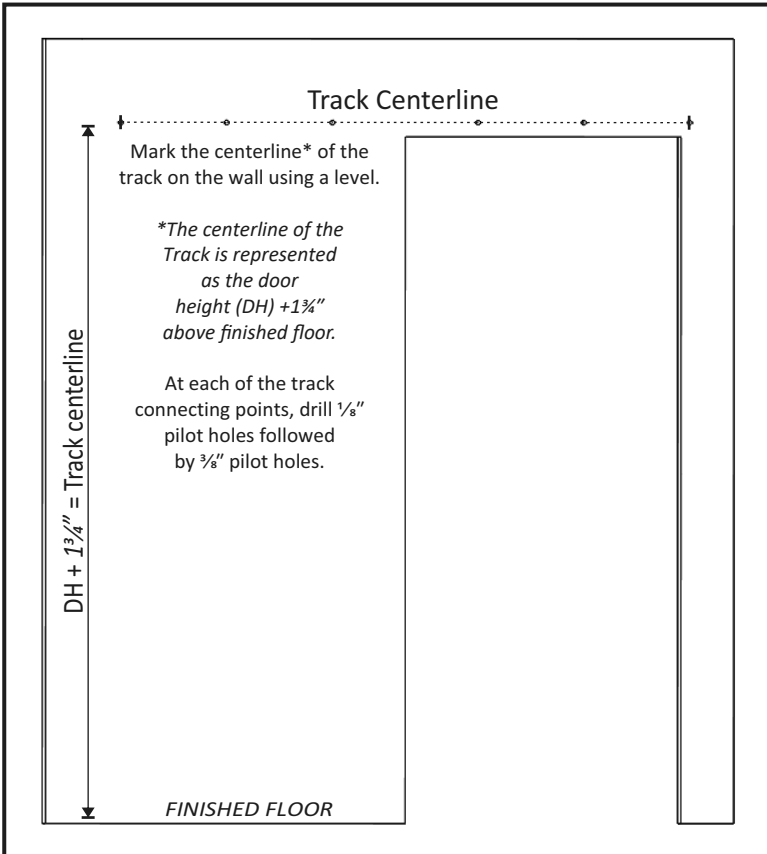 Track Centerline
Mark the centerline* of the
track on the wall using a level.
*The centerline of the
Track is represented
as the door
height (DH) +1¾"
above finished floor.
At each of the track
connecting points, drill ⅛"
pilot holes followed
by ⅜" pilot holes.
DH + 1¾" = Track centerline
FINISHED FLOOR